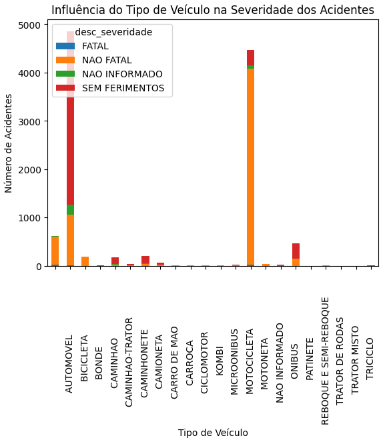 Influência do Tipo de Veículo na Severidade dos Acidentes
desc_severidade
FATAL
NAO FATAL
NAO INFORMADO
SEM FERIMENTOS
Número de Acidentes
5000
4000
3000
2000
1000
0
AUTOMOVEL
BICICLETA
BONDE
CAMINHAO
CAMINHAO-TRATOR
CAMINHONETE
CAMIONETA
CARRO DE MAO
CARROCA
CICLOMOTOR
KOMBI
MICROONIBUS
MOTOCICLETA
MOTONETA
NAO INFORMADO
ONIBUS
PATINETE
REBOQUE E SEMI-REBOQUE
TRATOR DE RODAS
TRATOR MISTO
TRICICLO
Tipo de Veículo